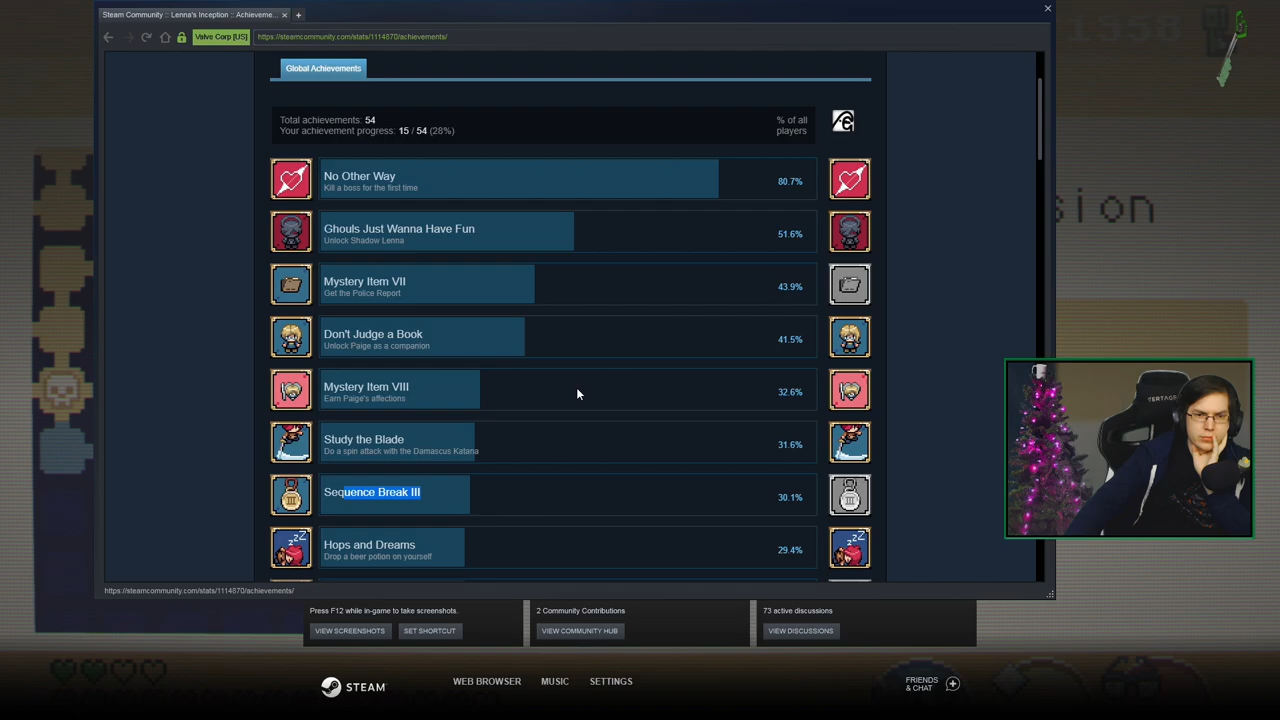 1958
Steam Community :: Lenna's Inception :: Achieveme...
Valve Corp [US]
https://steamcommunity.com/stats/1114870/achievements/
Global Achievements
Total achievements: 54
Your achievement progress: 15 / 54 (28%)
% of all
players
No Other Way
Kill a boss for the first time
80.7%
Ghouls Just Wanna Have Fun
Unlock Shadow Lenna
51.6%
Mystery Item VII
Get the Police Report
43.9%
Don't Judge a Book
Unlock Paige as a companion
41.5%
Mystery Item VIII
Earn Paige's affections
32.6%
Study the Blade
Do a spin attack with the Damascus Katana
31.6%
Sequence Break III
30.1%
Hops and Dreams
Drop a beer potion on yourself
29.4%
sion
https://steamcommunity.com/stats/1114870/achievements/
Press F12 while in-game to take screenshots.
VIEW SCREENSHOTS
SET SHORTCUT
2 Community Contributions
VIEW COMMUNITY HUB
73 active discussions
VIEW DISCUSSIONS
STEAM
WEB BROWSER
MUSIC
SETTINGS
FRIENDS
& CHAT